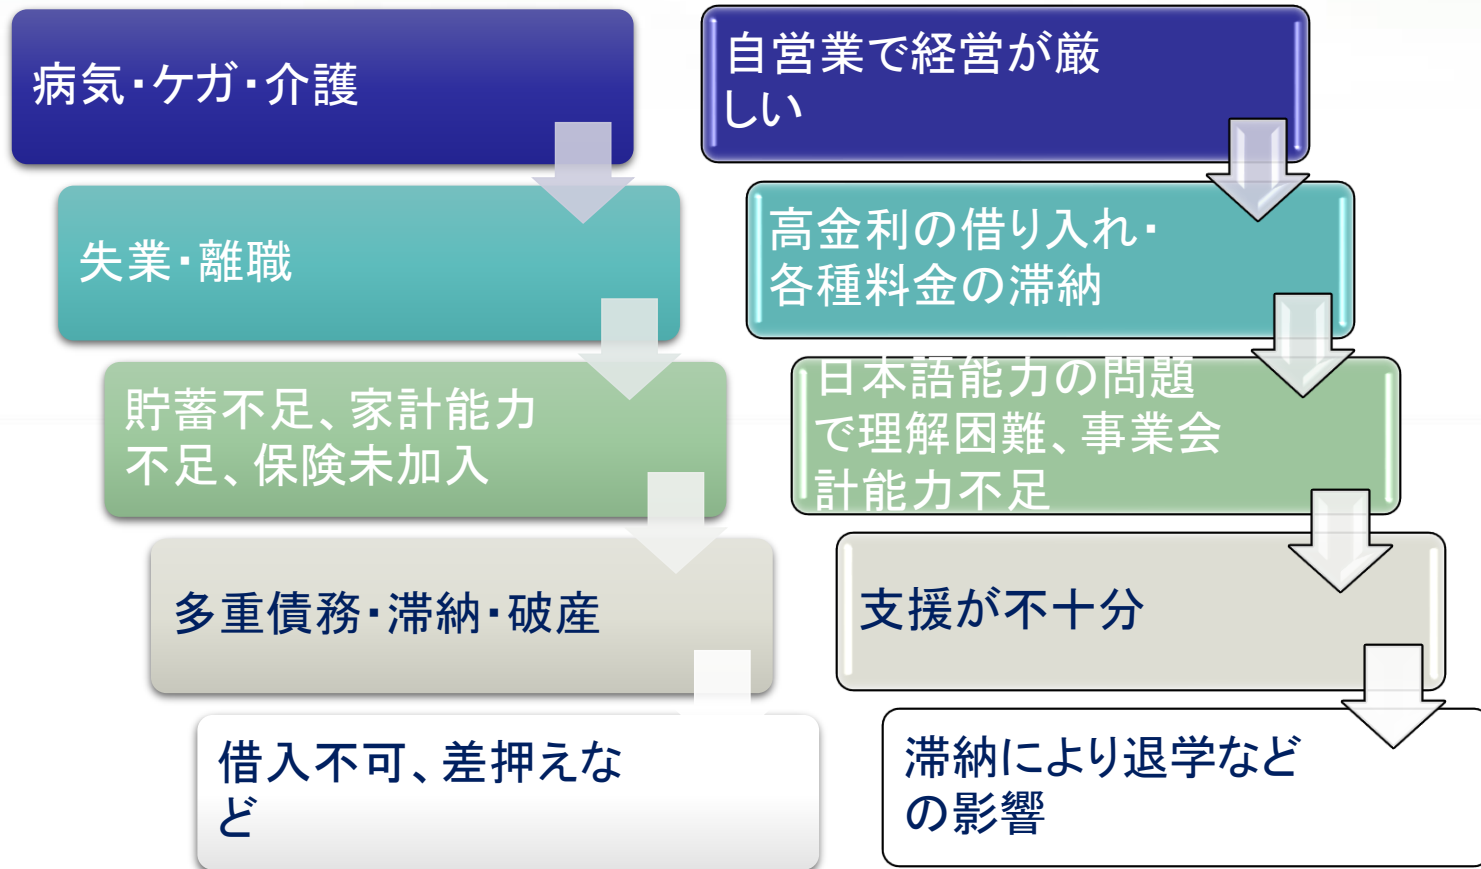 病気・ケガ・介護
失業・離職
貯蓄不足、家計能力
不足、保険未加入
多重債務・滞納・破産
借入不可、差押えな
ど
自営業で経営が厳
しい
高金利の借り入れ・
各種料金の滞納
日本語能力の問題
で理解困難、事業会
計能力不足
支援が不十分
滞納により退学など
の影響